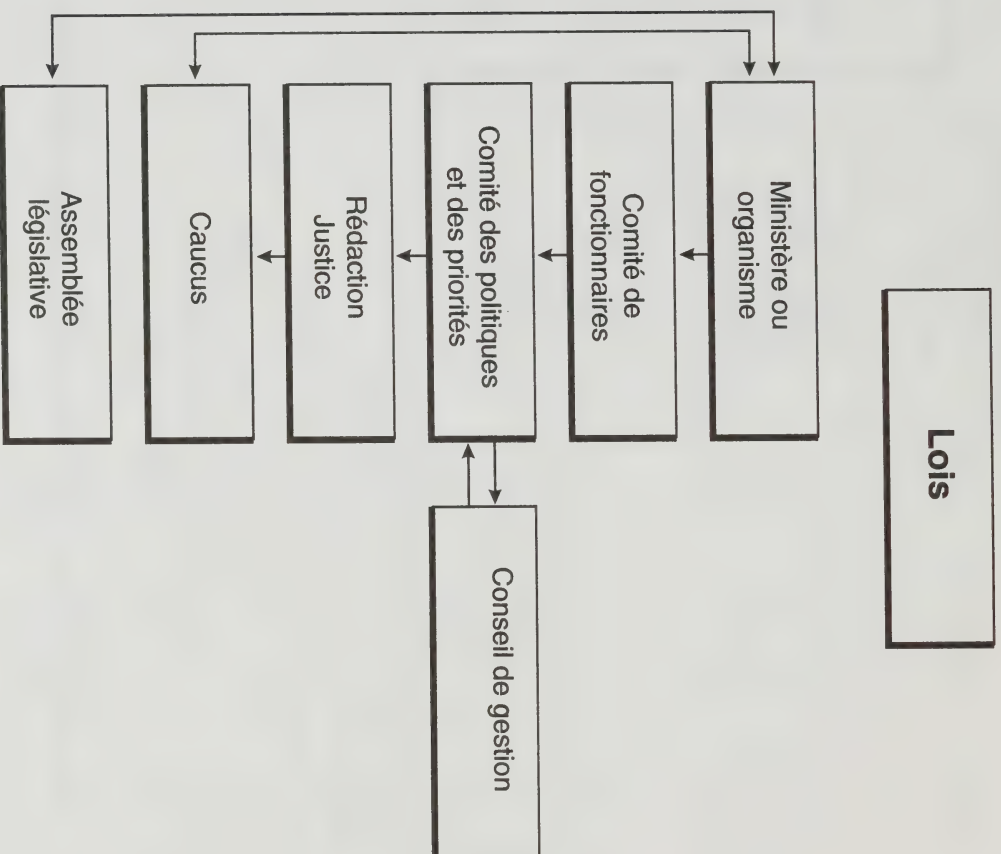 Lois
Ministère ou
organisme
Comité de
fonctionnaires
Comité des politiques
et des priorités
Conseil de gestion
Rédaction
Justice
Caucus
Assemblée
législative